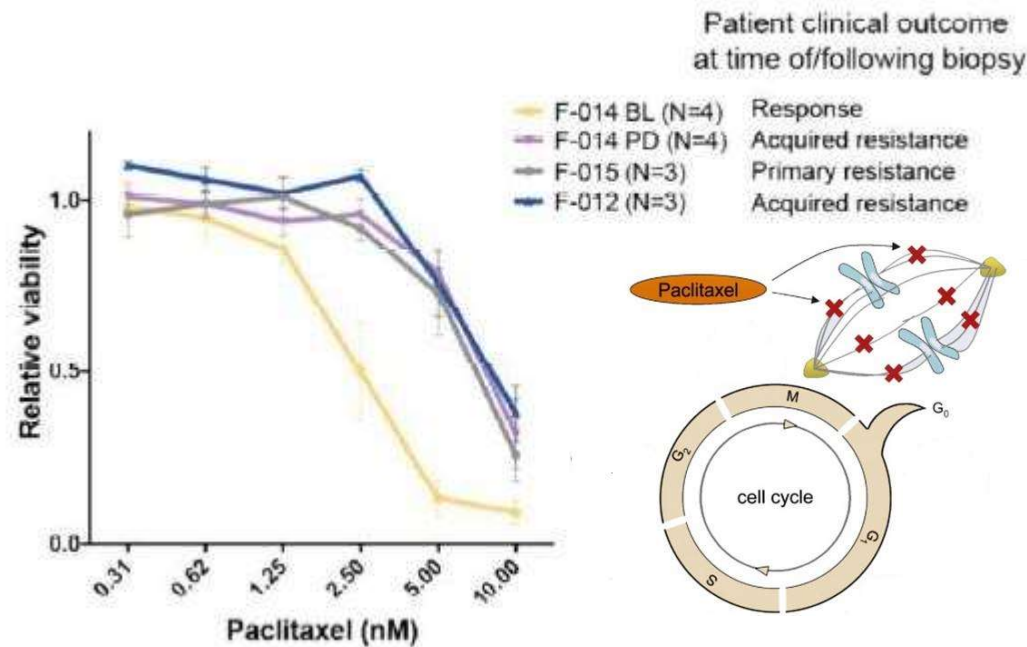 Patient clinical outcome
at time of/following biopsy
F-014 BL (N=4) Response
F-014 PD (N=4) Acquired resistance
F-015 (N=3) Primary resistance
F-012 (N=3) Acquired resistance
Relative viability
1.0
0.5
0.0
0.31
0.62
1.25
2.50
5.00
10.00
Paclitaxel (nM)
Paclitaxel
M
G₀
G₂
cell cycle
G₁
S